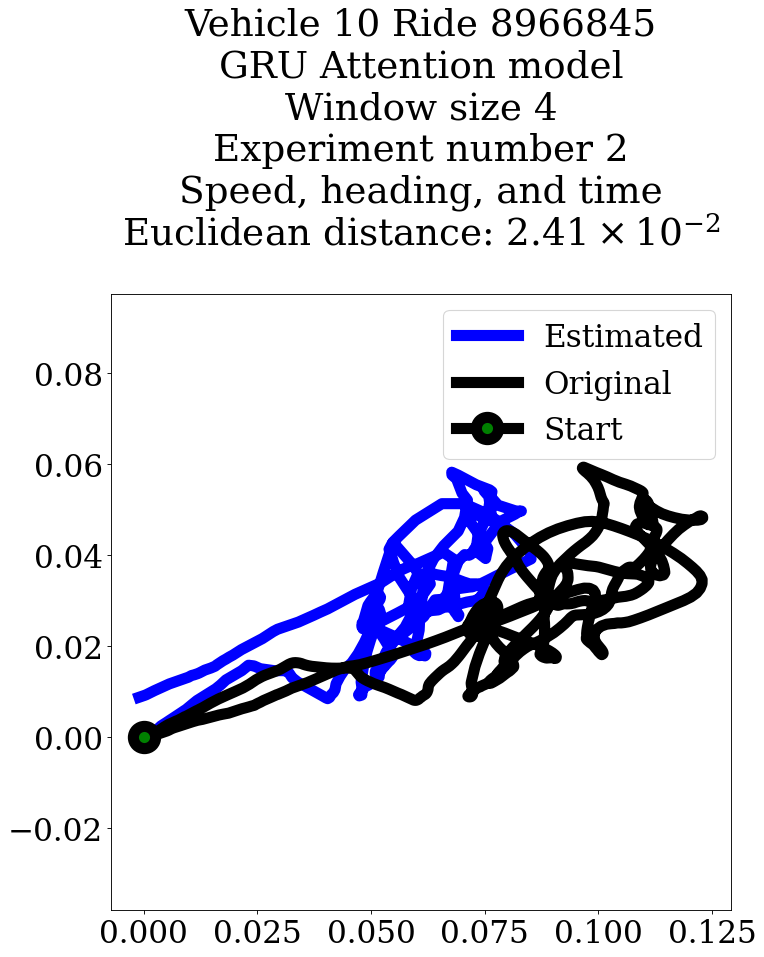 Vehicle 10 Ride 8966845
GRU Attention model
Window size 4
Experiment number 2
Speed, heading, and time
Euclidean distance: 2.41 × 10⁻²
Estimated
Original
Start
0.08
0.06
0.04
0.02
0.00
−0.02
0.000 0.025 0.050 0.075 0.100 0.125